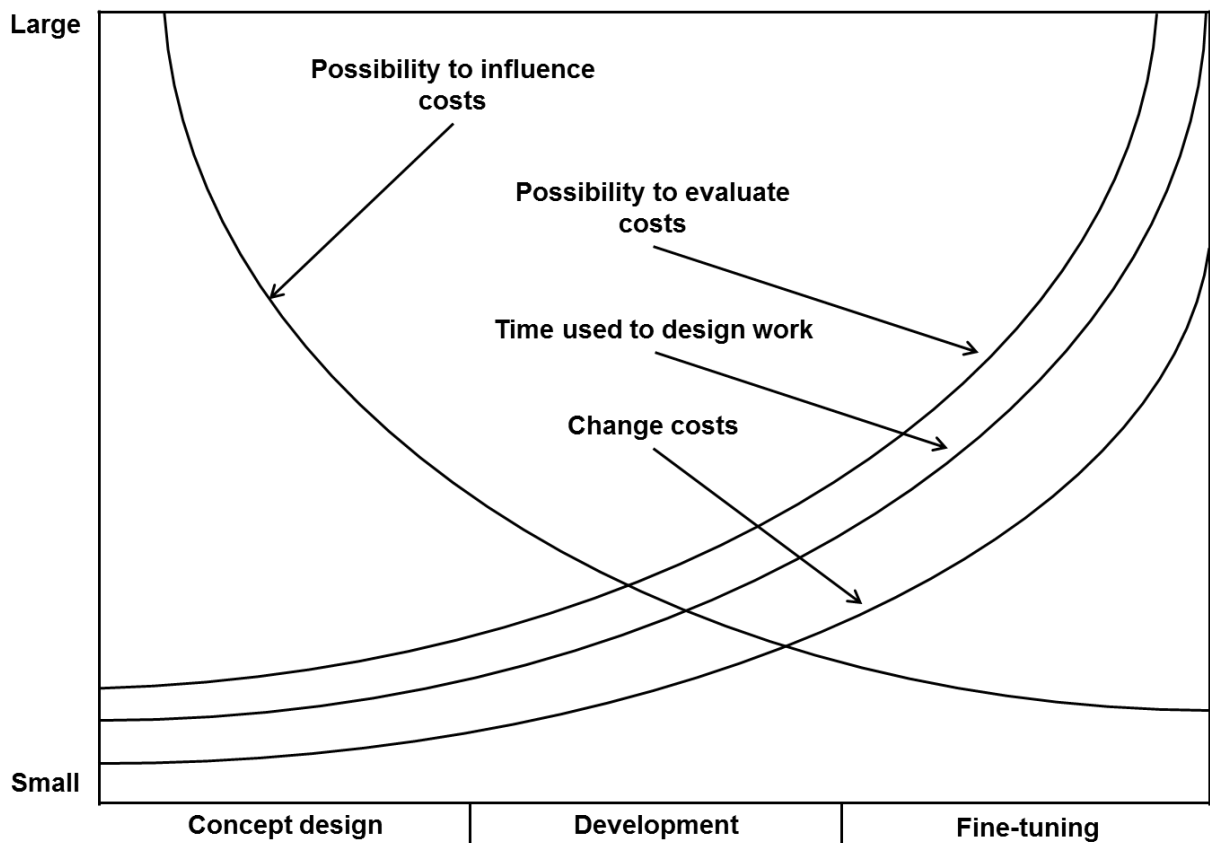 Large
Possibility to influence
costs
Possibility to evaluate
costs
Time used to design work
Change costs
Small
Concept design
Development
Fine-tuning